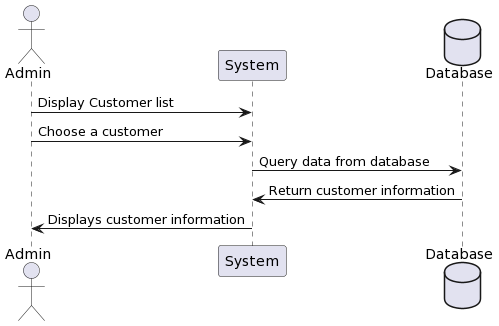 Admin
System
Database
Display Customer list
Choose a customer
Query data from database
Return customer information
Displays customer information
Admin
System
Database